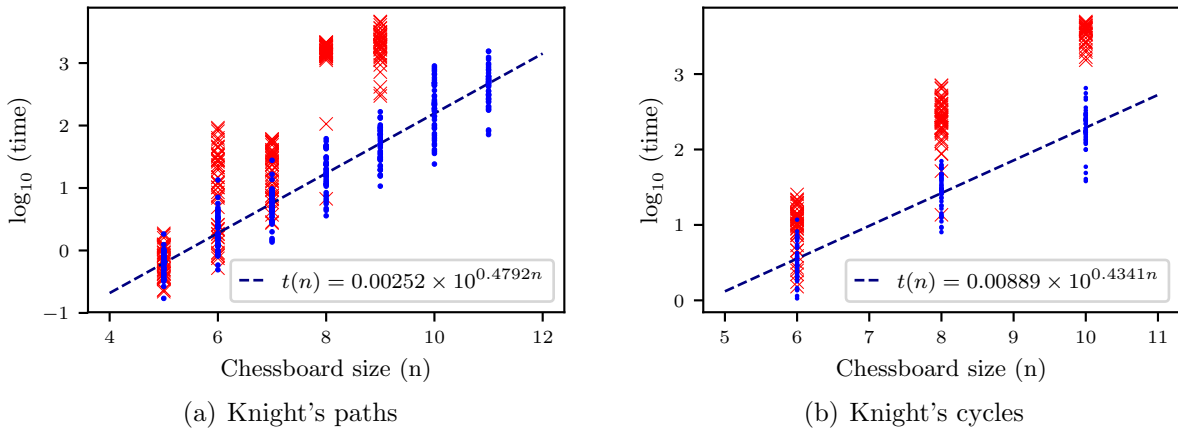 log₁₀ (time)
3
2
1
0
−1
4
6
8
10
12
t(n) = 0.00252 × 10^{0.4792n}
Chessboard size (n)
(a) Knight's paths
log₁₀ (time)
3
2
1
0
5
6
7
8
9
10
11
t(n) = 0.00889 × 10^{0.4341n}
Chessboard size (n)
(b) Knight's cycles